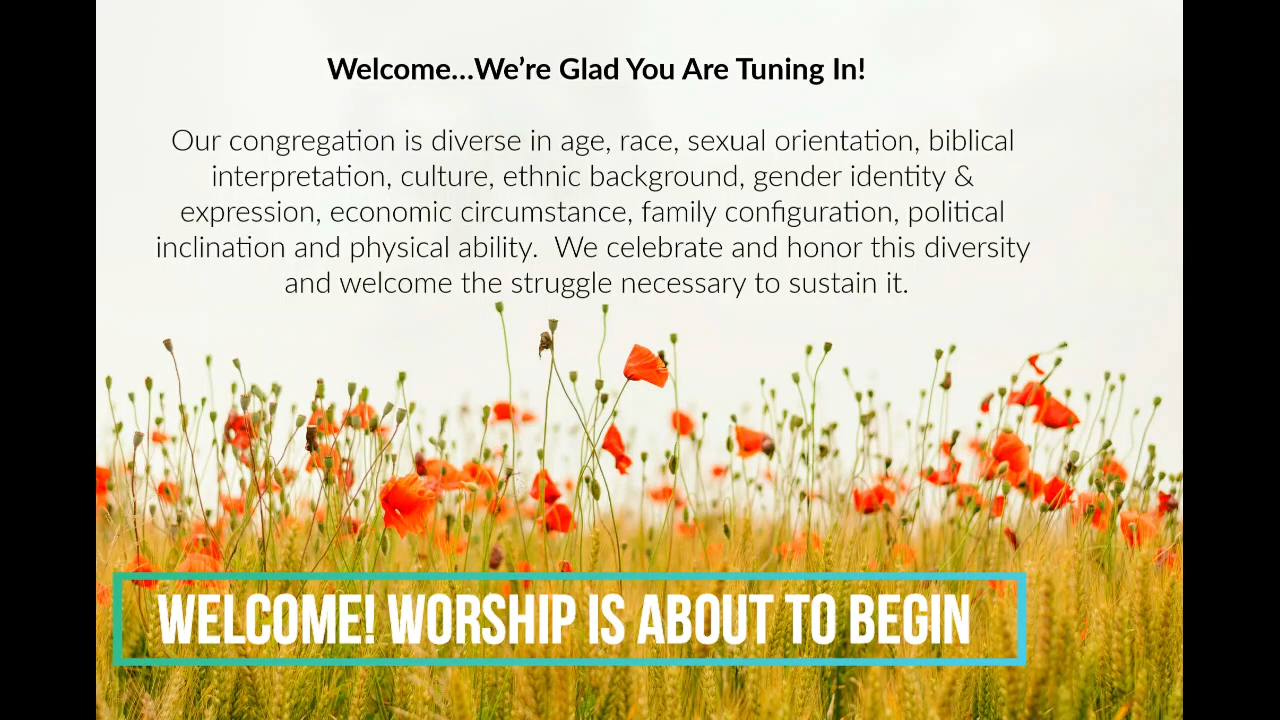 Welcome...We're Glad You Are Tuning In!
Our congregation is diverse in age, race, sexual orientation, biblical
interpretation, culture, ethnic background, gender identity &
expression, economic circumstance, family configuration, political
inclination and physical ability.  We celebrate and honor this diversity
and welcome the struggle necessary to sustain it.
WELCOME! WORSHIP IS ABOUT TO BEGIN